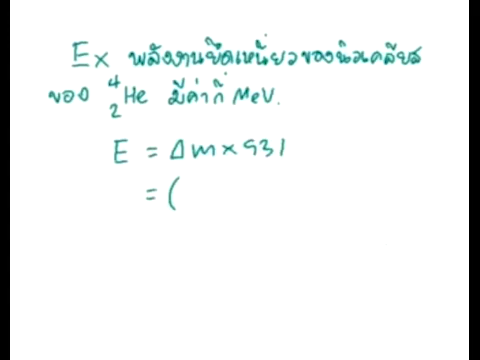 Ex พลังงานยึดเหนี่ยวของนิวเคลียส
ของ ⁴₂He มีค่ากี่ MeV.
E = Δm × 931
= (